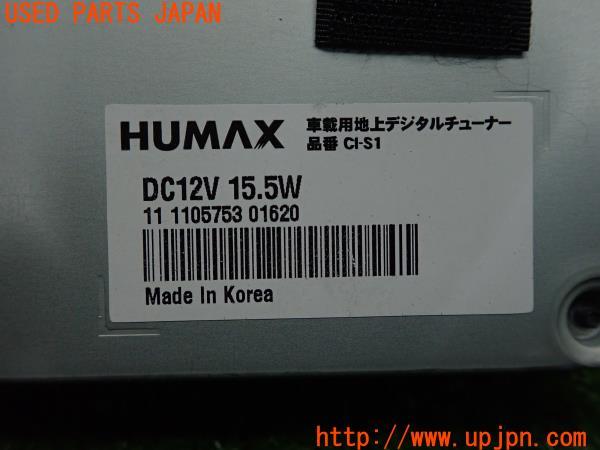 USED PARTS JAPAN
HUMAX 車載用地上デジタルチューナー
品番 CI-S1
DC12V 15.5W
11 1105753 01620
Made In Korea
http://www.upjpn.com